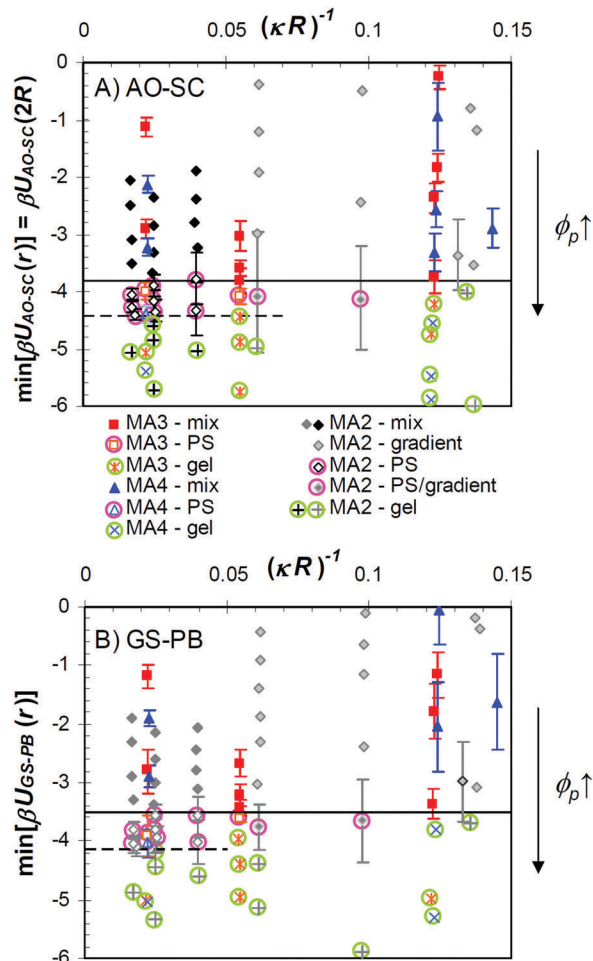 (κR)⁻¹
0 0.05 0.1 0.15
0
-1
-2
-3
-4
-5
-6
A) AO-SC
min[βU_AO-SC(r)] = βU_AO-SC(2R)
ϕ_p↑
MA3 - mix
MA3 - PS
MA3 - gel
MA4 - mix
MA4 - PS
MA4 - gel
MA2 - mix
MA2 - gradient
MA2 - PS
MA2 - PS/gradient
MA2 - gel
(κR)⁻¹
0 0.05 0.1 0.15
0
-1
-2
-3
-4
-5
-6
B) GS-PB
min[βU_GS-PB (r)]
ϕ_p↑